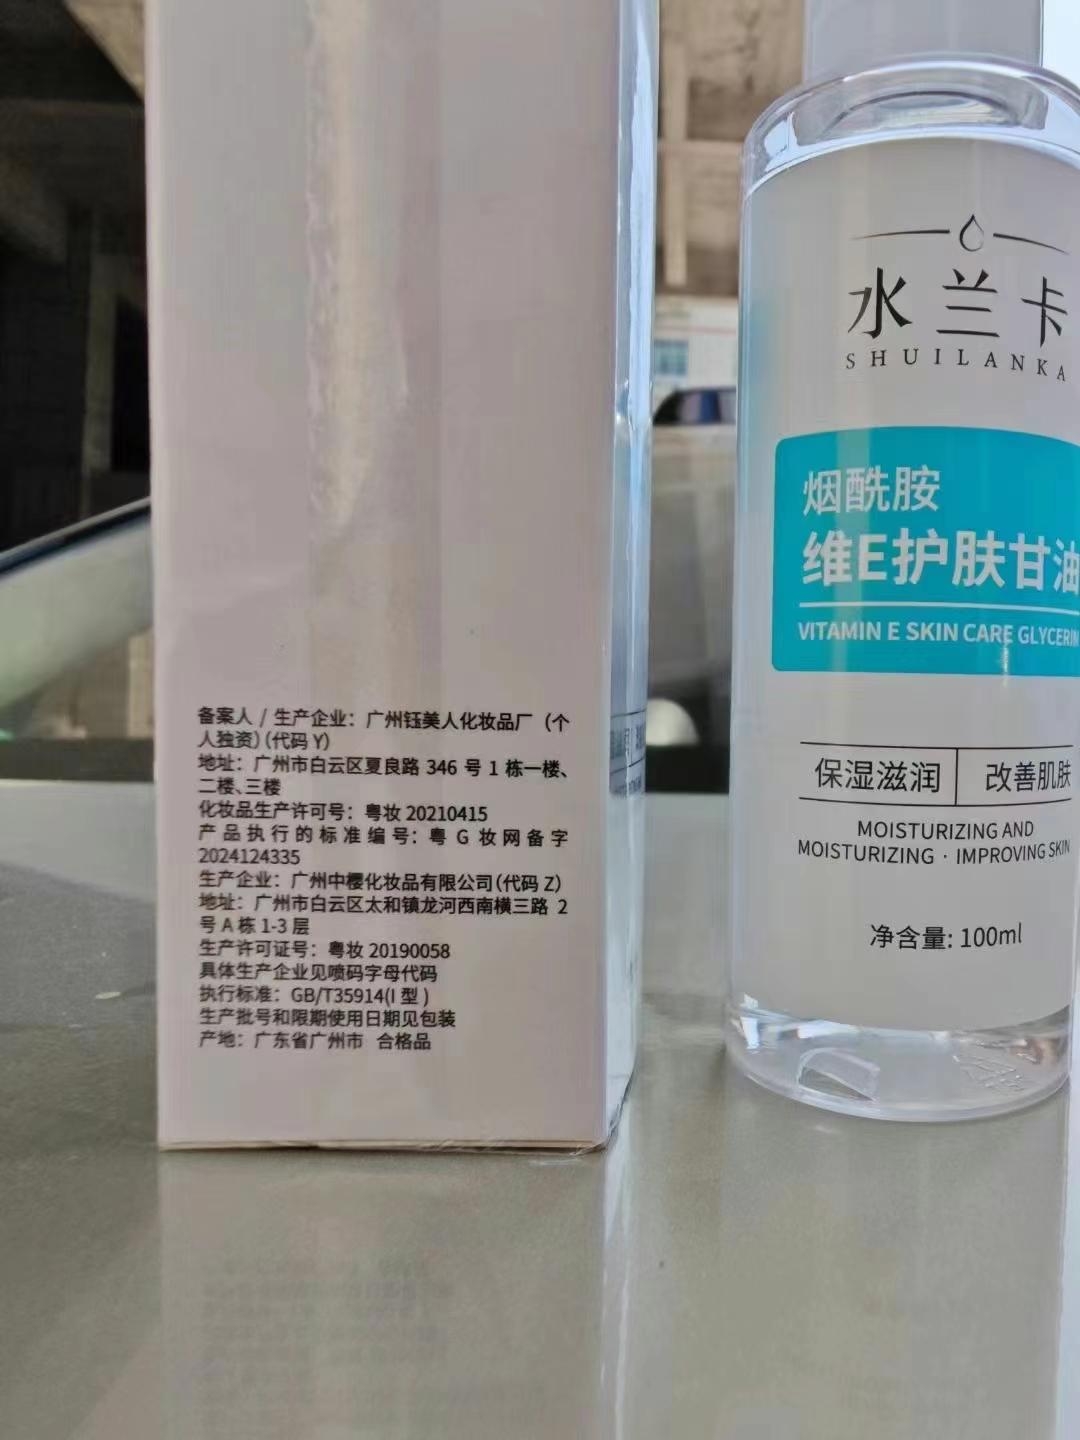 备案人 / 生产企业：广州钰美人化妆品厂（个
人独资）（代码 Y）
地址：广州市白云区夏良路 346 号 1 栋一楼、
二楼、三楼
化妆品生产许可号：粤妆 20210415
产品执行的标准编号：粤 G 妆网备字
2024124335
生产企业：广州中樱化妆品有限公司（代码 Z）
地址：广州市白云区太和镇龙河西南横三路 2
号 A 栋 1-3 层
生产许可证号：粤妆 20190058
具体生产企业见喷码字母代码
执行标准：GB/T35914(I 型 )
生产批号和限期使用日期见包装
产地：广东省广州市 合格品
水兰卡
SHUILANKA
烟酰胺
维E护肤甘油
VITAMIN E SKIN CARE GLYCERIN
保湿滋润 改善肌肤
MOISTURIZING AND
MOISTURIZING · IMPROVING SKIN
净含量: 100ml